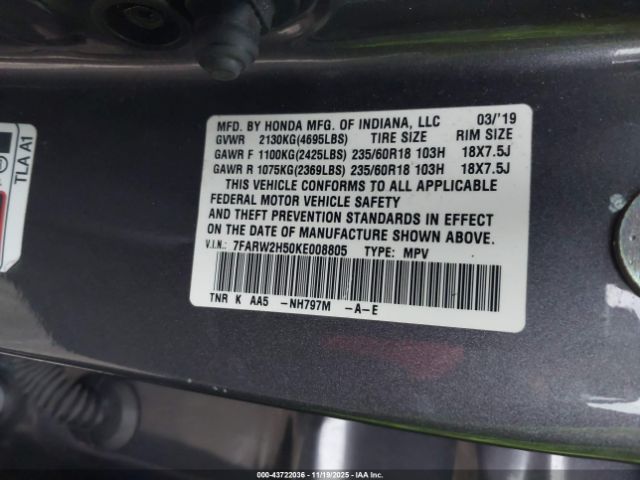 TLA A1
MFD. BY HONDA MFG. OF INDIANA, LLC 03/'19
GVWR 2130KG(4695LBS) TIRE SIZE RIM SIZE
GAWR F 1100KG(2425LBS) 235/60R18 103H 18X7.5J
GAWR R 1075KG(2369LBS) 235/60R18 103H 18X7.5J
THIS VEHICLE CONFORMS TO ALL APPLICABLE
FEDERAL MOTOR VEHICLE SAFETY
AND THEFT PREVENTION STANDARDS IN EFFECT
ON THE DATE OF MANUFACTURE SHOWN ABOVE.
V.I.N.: 7FARW2H50KE008805 TYPE: MPV
TNR K AA5 -NH797M -A-E
000-43722036 - 11/19/2025 - IAA Inc.